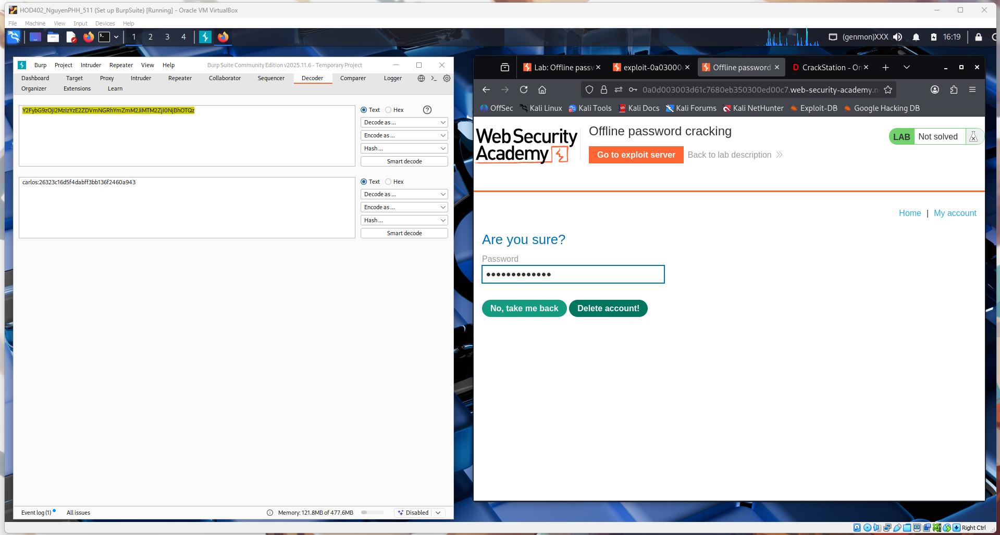 HOD402_NguyenPHH_511 (Set up BurpSuite) [Running] - Oracle VM VirtualBox
File Machine View Input Devices Help
1 2 3 4 (genmon)XXX 16:19
Burp Project Intruder Repeater View Help Burp Suite Community Edition v2025.11.6 - Temporary Project
Dashboard Target Proxy Intruder Repeater Collaborator Sequencer Decoder Comparer Logger
Organizer Extensions Learn
Y2FybG9zOjI2MzIzYzE2ZDVmNGRhYmZmM2JiMTM2ZjI0NjBhOTQz
Text Hex
Decode as ...
Encode as ...
Hash ...
Smart decode
carlos:26323c16d5f4dabff3bb136f2460a943
Text Hex
Decode as ...
Encode as ...
Hash ...
Smart decode
Event log (1) All issues Memory: 121.8MB of 477.6MB Disabled
Lab: Offline passw exploit-0a03000 Offline password CrackStation - On
0a0d003003d61c7680eb350300ed00c7.web-security-academy.n
OffSec Kali Linux Kali Tools Kali Docs Kali Forums Kali NetHunter Exploit-DB Google Hacking DB
Web Security
Academy
Offline password cracking
Go to exploit server Back to lab description
LAB Not solved
Home | My account
Are you sure?
Password
No, take me back Delete account!
Right Ctrl